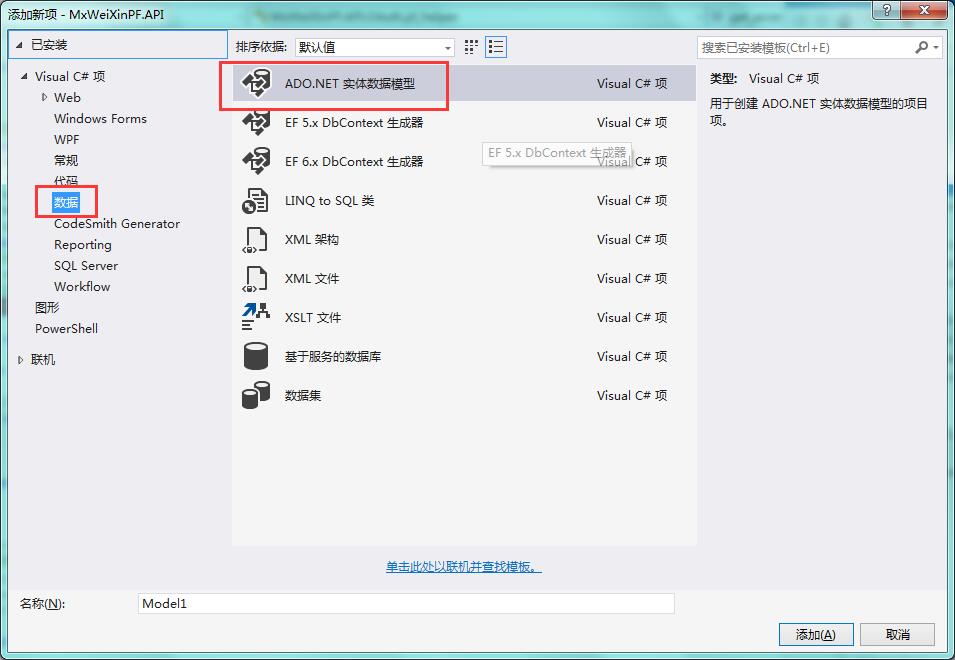 添加新项 - MxWeiXinPF.API
已安装
排序依据: 默认值
搜索已安装模板(Ctrl+E)
Visual C# 项
Web
Windows Forms
WPF
常规
代码
数据
CodeSmith Generator
Reporting
SQL Server
Workflow
图形
PowerShell
联机
ADO.NET 实体数据模型 Visual C# 项
EF 5.x DbContext 生成器 Visual C# 项
EF 6.x DbContext 生成器 Visual C# 项
EF 5.x DbContext 生成器
LINQ to SQL 类 Visual C# 项
XML 架构 Visual C# 项
XML 文件 Visual C# 项
XSLT 文件 Visual C# 项
基于服务的数据库 Visual C# 项
数据集 Visual C# 项
类型: Visual C# 项
用于创建 ADO.NET 实体数据模型的项目
项。
单击此处以联机并查找模板。
名称(N): Model1
添加(A) 取消